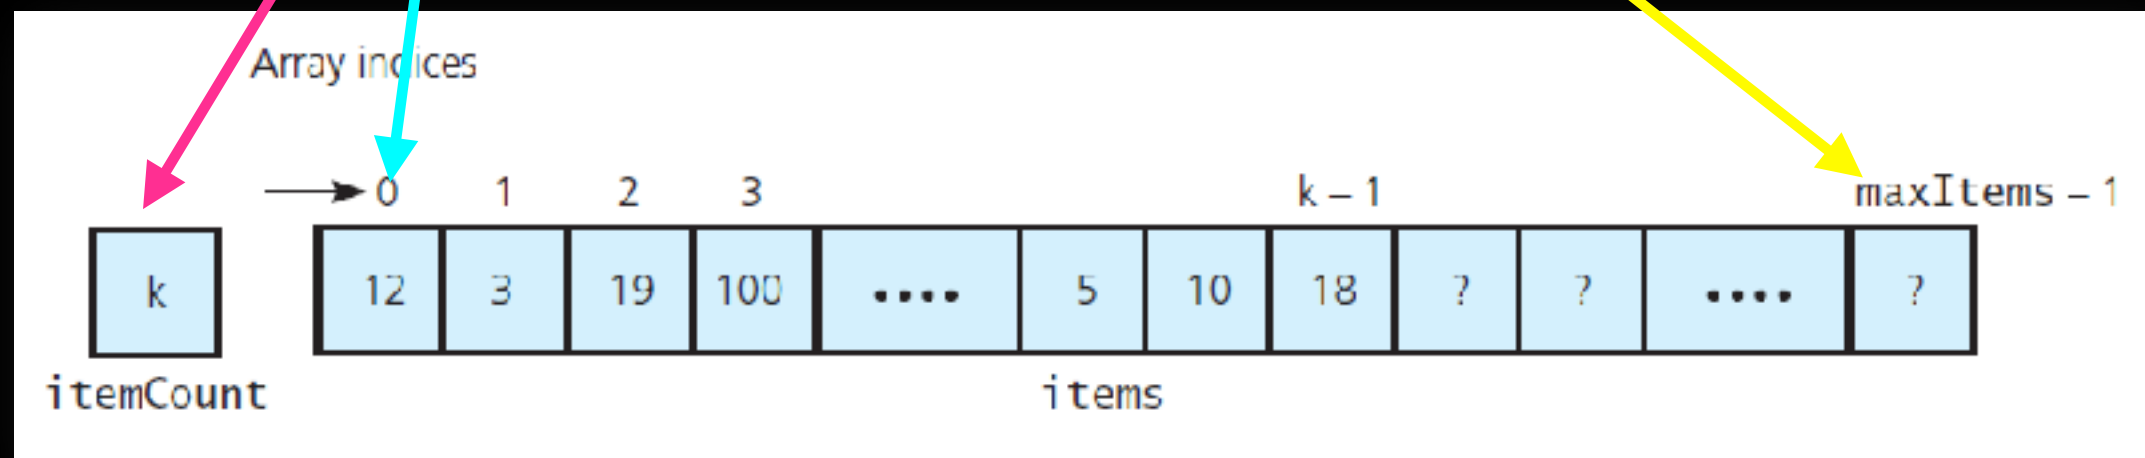 Array indices
0 1 2 3 k – 1 maxItems – 1
k 12 3 19 100 .... 5 10 18 ? ? .... ?
itemCount items